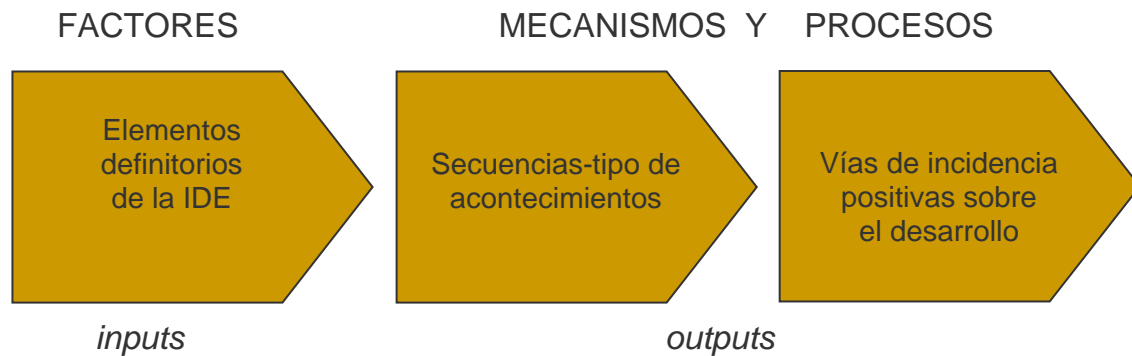 FACTORES
MECANISMOS Y PROCESOS
Elementos
definitorios
de la IDE
Secuencias-tipo de
acontecimientos
Vías de incidencia
positivas sobre
el desarrollo
inputs
outputs